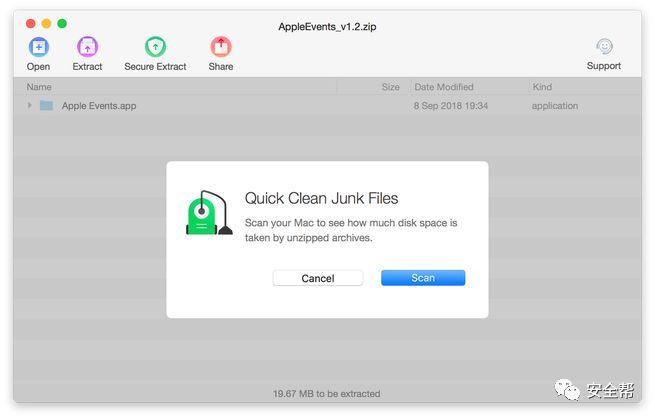 AppleEvents_v1.2.zip
Open Extract Secure Extract Share Support
Name Size Date Modified Kind
Apple Events.app 8 Sep 2018 19:34 application
Quick Clean Junk Files
Scan your Mac to see how much disk space is
taken by unzipped archives.
Cancel Scan
19.67 MB to be extracted
安全帮